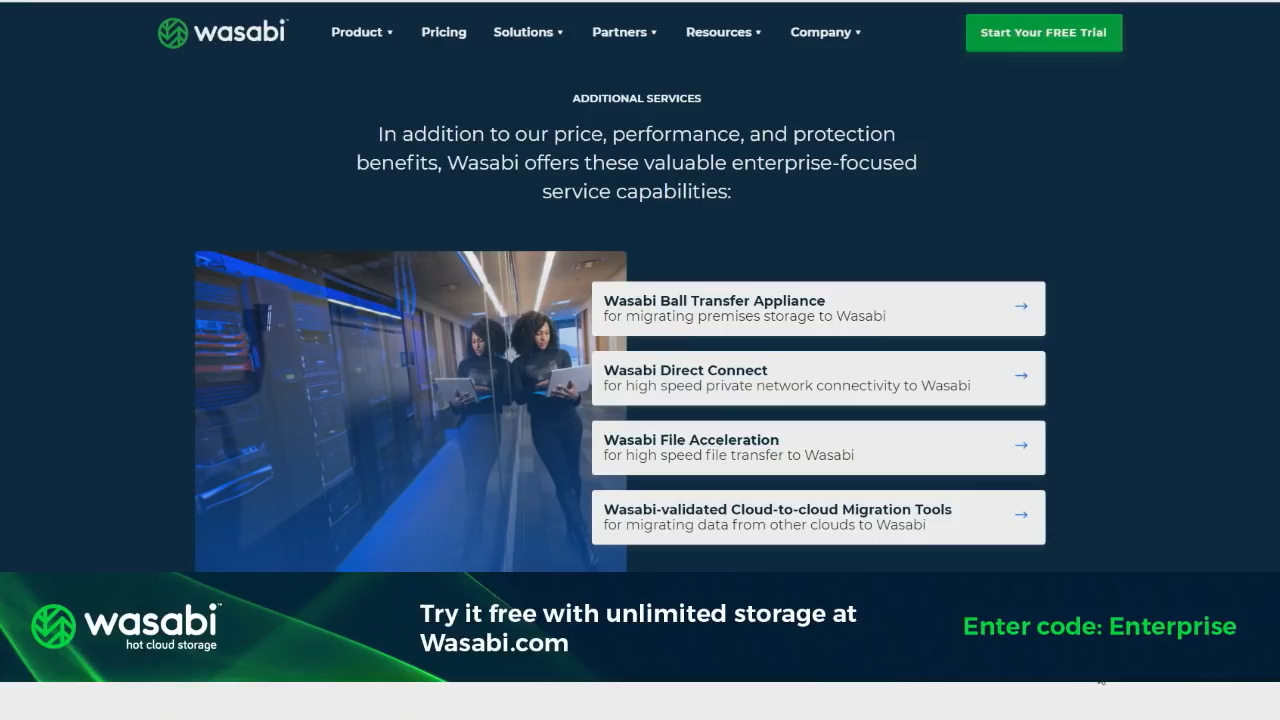 wasabi™
Product
Pricing
Solutions
Partners
Resources
Company
Start Your FREE Trial
ADDITIONAL SERVICES
In addition to our price, performance, and protection
benefits, Wasabi offers these valuable enterprise-focused
service capabilities:
Wasabi Ball Transfer Appliance
for migrating premises storage to Wasabi
Wasabi Direct Connect
for high speed private network connectivity to Wasabi
Wasabi File Acceleration
for high speed file transfer to Wasabi
Wasabi-validated Cloud-to-cloud Migration Tools
for migrating data from other clouds to Wasabi
wasabi™
hot cloud storage
Try it free with unlimited storage at
Wasabi.com
Enter code: Enterprise